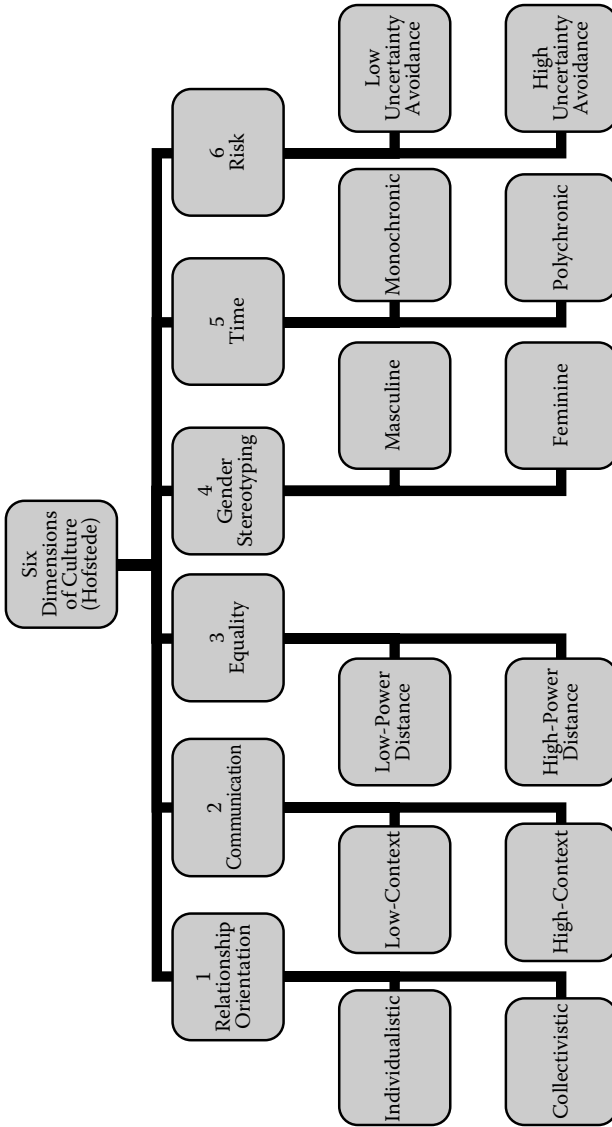 Six
Dimensions
of Culture
(Hofstede)
1
Relationship
Orientation
Individualistic
Collectivistic
2
Communication
Low-Context
High-Context
3
Equality
Low-Power
Distance
High-Power
Distance
4
Gender
Stereotyping
Masculine
Feminine
5
Time
Monochronic
Polychronic
6
Risk
Low
Uncertainty
Avoidance
High
Uncertainty
Avoidance